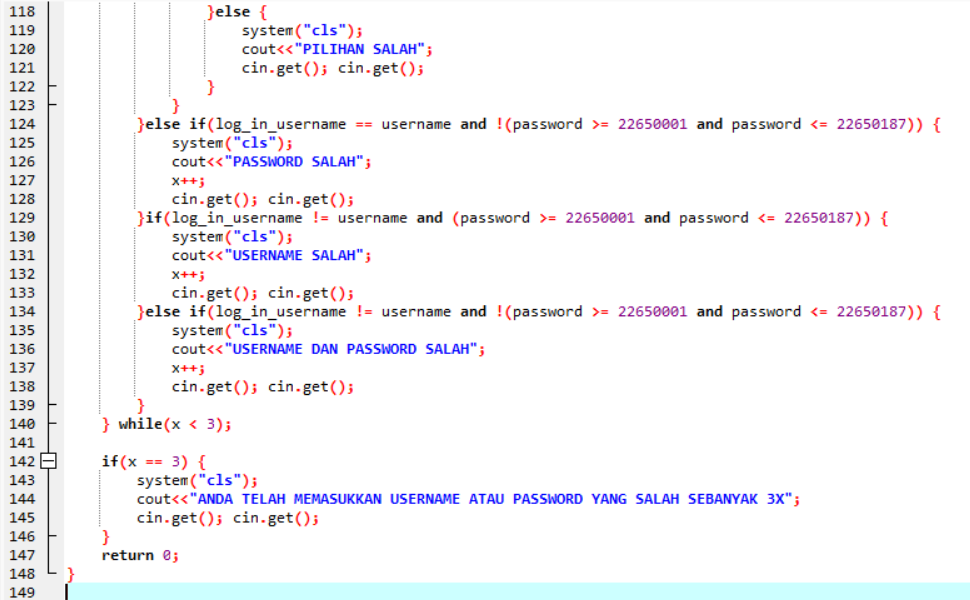 118 }else {
119 system("cls");
120 cout<<"PILIHAN SALAH";
121 cin.get(); cin.get();
122 }
123 }
124 }else if(log_in_username == username and !(password >= 22650001 and password <= 22650187)) {
125 system("cls");
126 cout<<"PASSWORD SALAH";
127 x++;
128 cin.get(); cin.get();
129 }if(log_in_username != username and (password >= 22650001 and password <= 22650187)) {
130 system("cls");
131 cout<<"USERNAME SALAH";
132 x++;
133 cin.get(); cin.get();
134 }else if(log_in_username != username and !(password >= 22650001 and password <= 22650187)) {
135 system("cls");
136 cout<<"USERNAME DAN PASSWORD SALAH";
137 x++;
138 cin.get(); cin.get();
139 }
140 } while(x < 3);
141
142 if(x == 3) {
143 system("cls");
144 cout<<"ANDA TELAH MEMASUKKAN USERNAME ATAU PASSWORD YANG SALAH SEBANYAK 3X";
145 cin.get(); cin.get();
146 }
147 return 0;
148 }
149